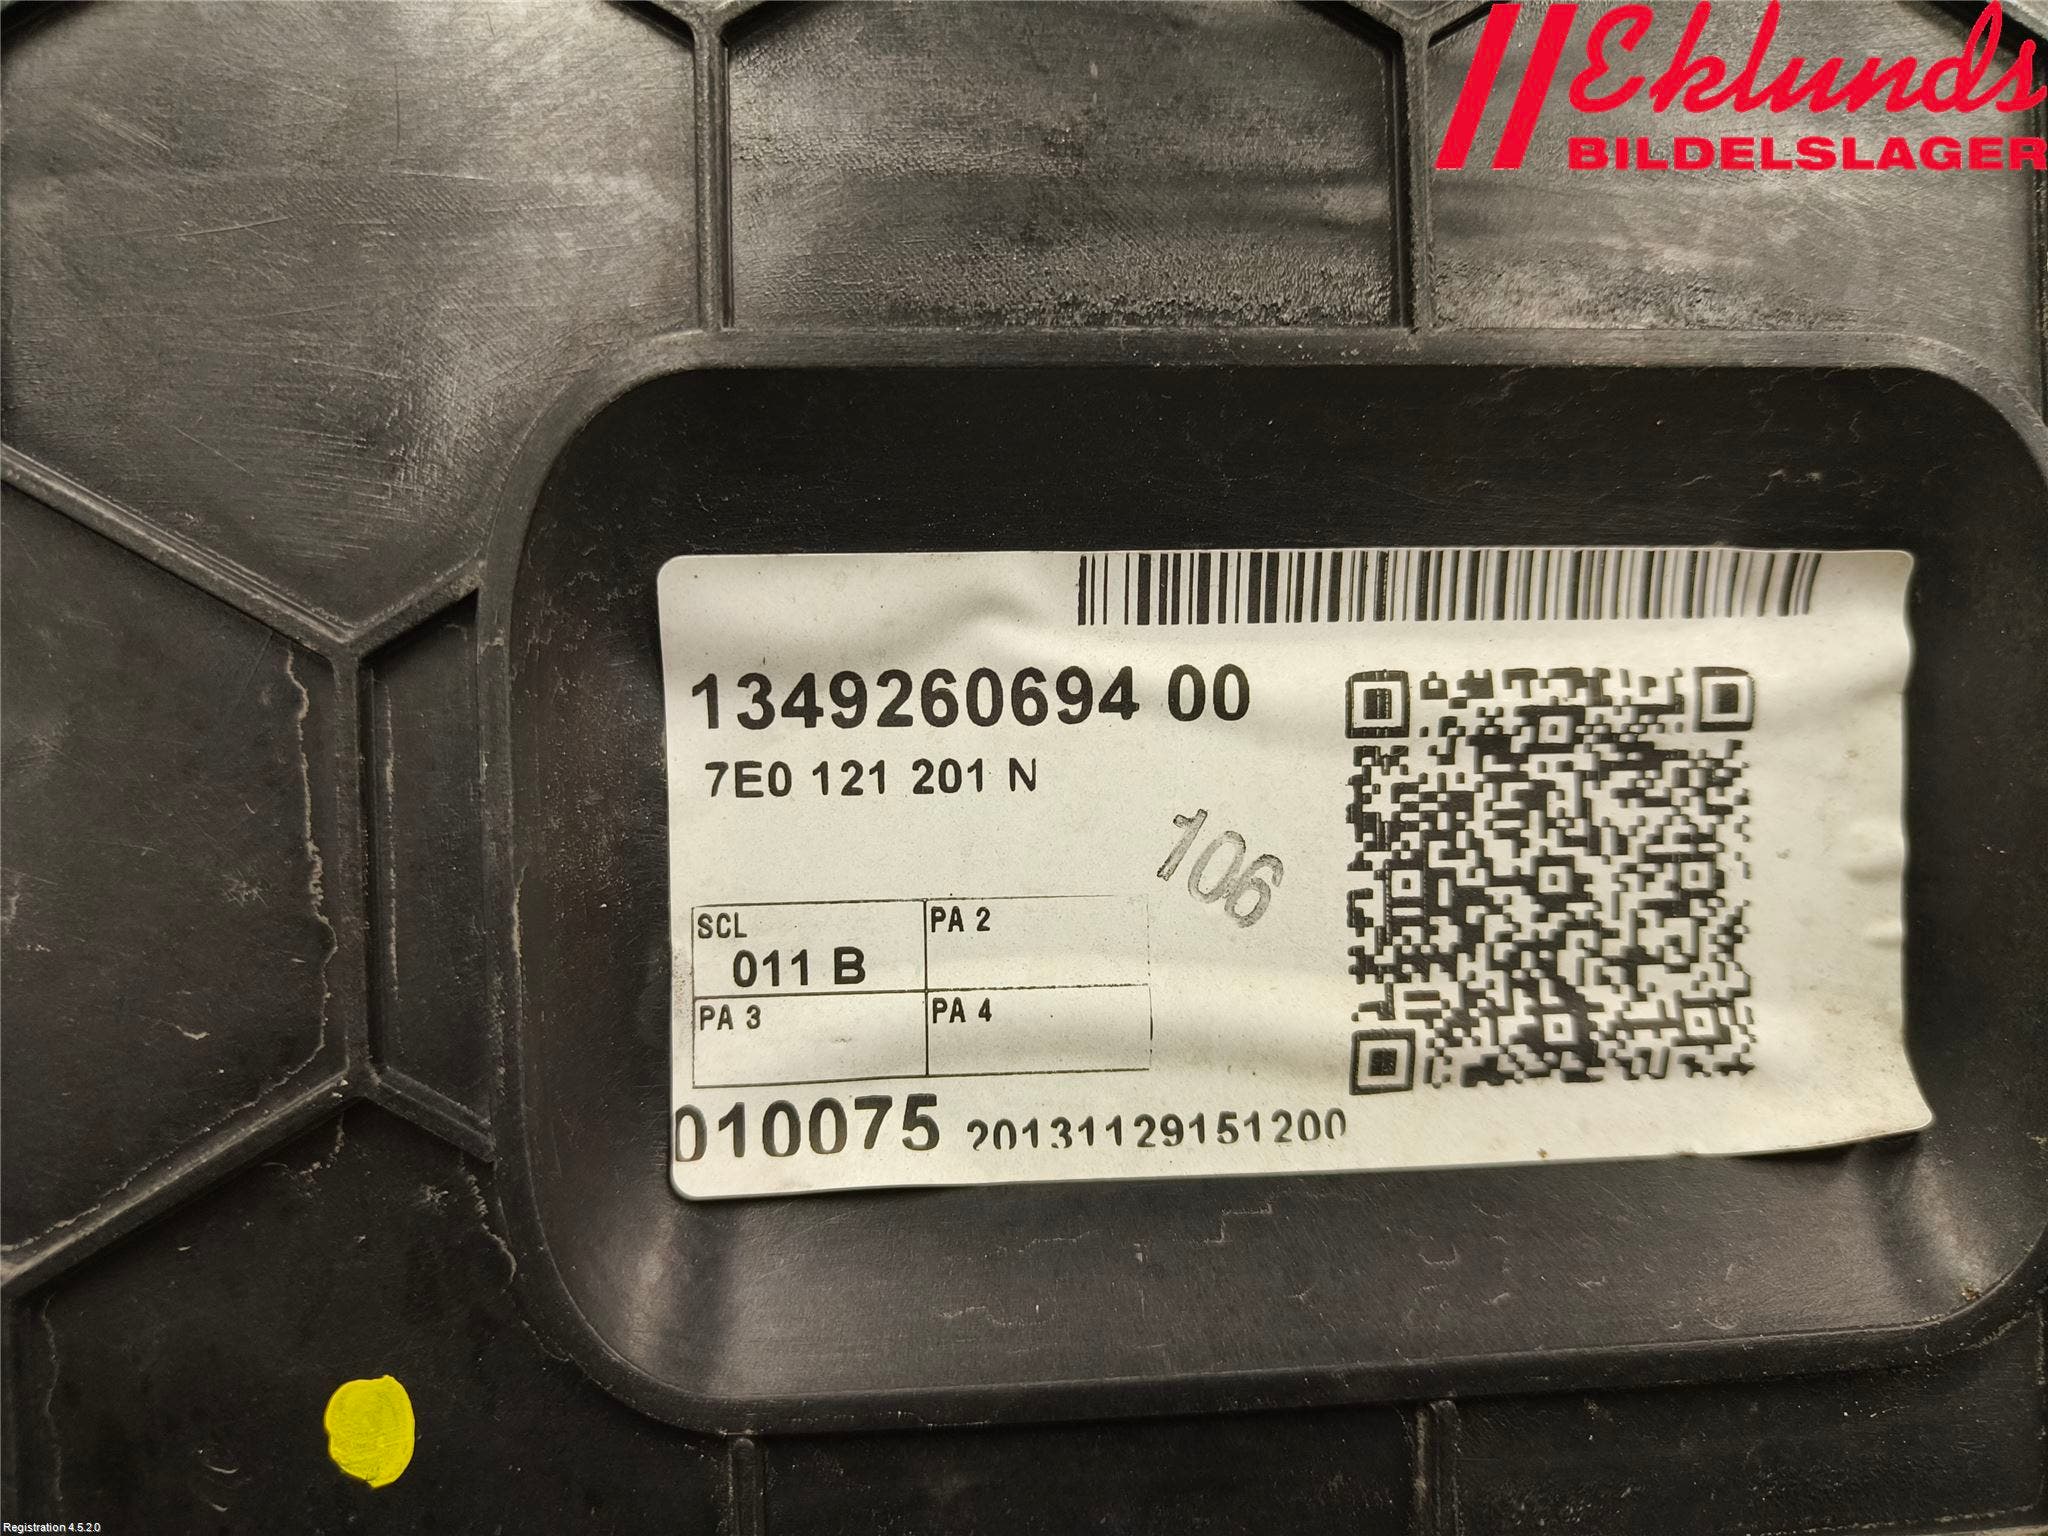 Eklunds
BILDELSLAGER
1349260694 00
7E0 121 201 N
106
SCL
011 B
PA 2
PA 3
PA 4
010075 20131129151200
Registration 4.5.2.0